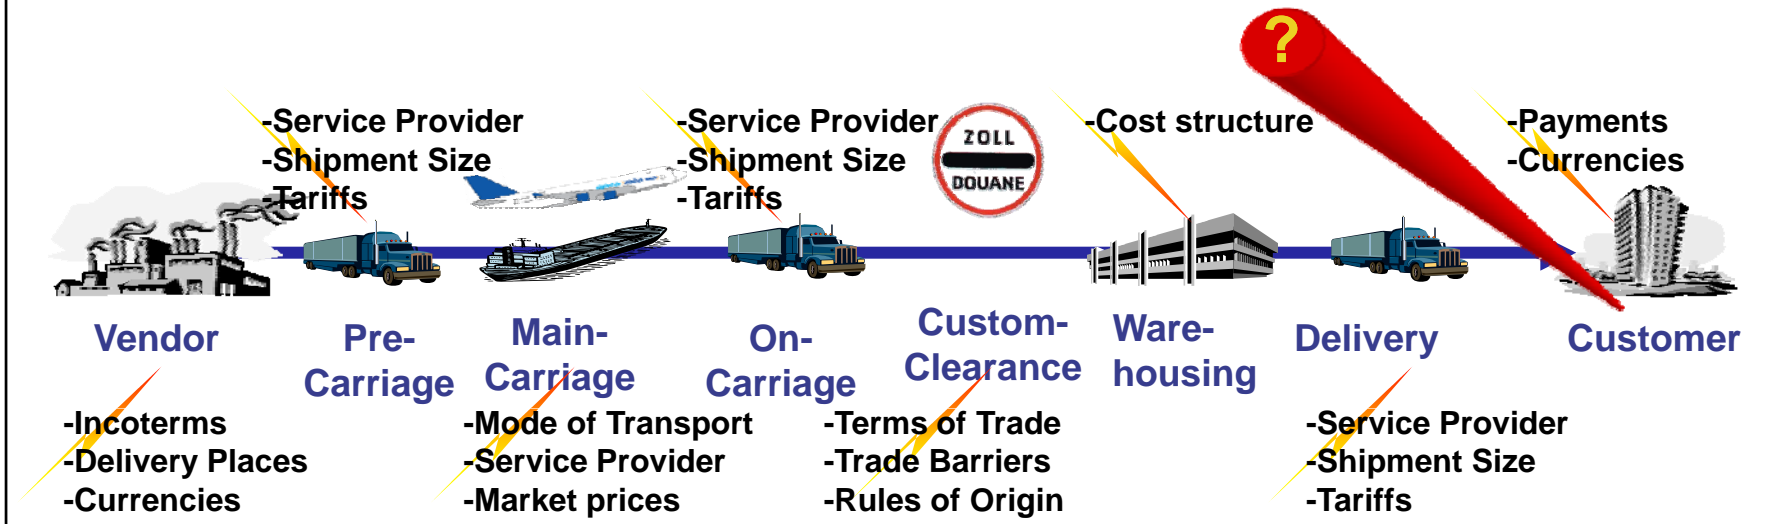 ?
-Service Provider
-Shipment Size
-Tariffs
-Service Provider
-Shipment Size
-Tariffs
ZOLL
DOUANE
-Cost structure
-Payments
-Currencies
Vendor
Pre-
Carriage
Main-
Carriage
On-
Carriage
Custom-
Clearance
Ware-
housing
Delivery
Customer
-Incoterms
-Delivery Places
-Currencies
-Mode of Transport
-Service Provider
-Market prices
-Terms of Trade
-Trade Barriers
-Rules of Origin
-Service Provider
-Shipment Size
-Tariffs